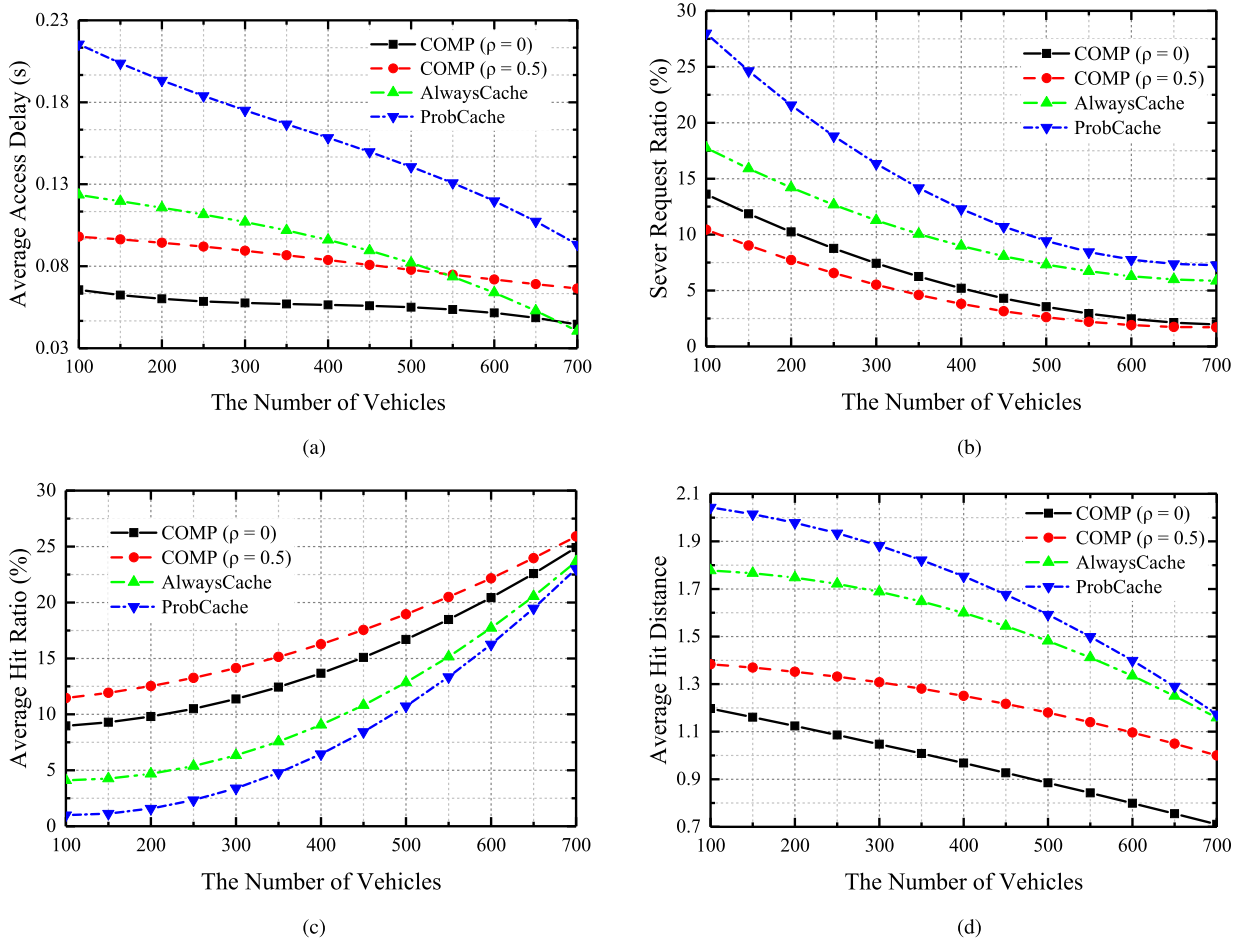 0.23
0.18
0.13
0.08
0.03
Average Access Delay (s)
COMP (ρ = 0)
COMP (ρ = 0.5)
AlwaysCache
ProbCache
100 200 300 400 500 600 700
The Number of Vehicles
(a)
30
25
20
15
10
5
0
Sever Request Ratio (%)
COMP (ρ = 0)
COMP (ρ = 0.5)
AlwaysCache
ProbCache
100 200 300 400 500 600 700
The Number of Vehicles
(b)
30
25
20
15
10
5
0
Average Hit Ratio (%)
COMP (ρ = 0)
COMP (ρ = 0.5)
AlwaysCache
ProbCache
100 200 300 400 500 600 700
The Number of Vehicles
(c)
2.1
1.9
1.7
1.5
1.3
1.1
0.9
0.7
Average Hit Distance
COMP (ρ = 0)
COMP (ρ = 0.5)
AlwaysCache
ProbCache
100 200 300 400 500 600 700
The Number of Vehicles
(d)